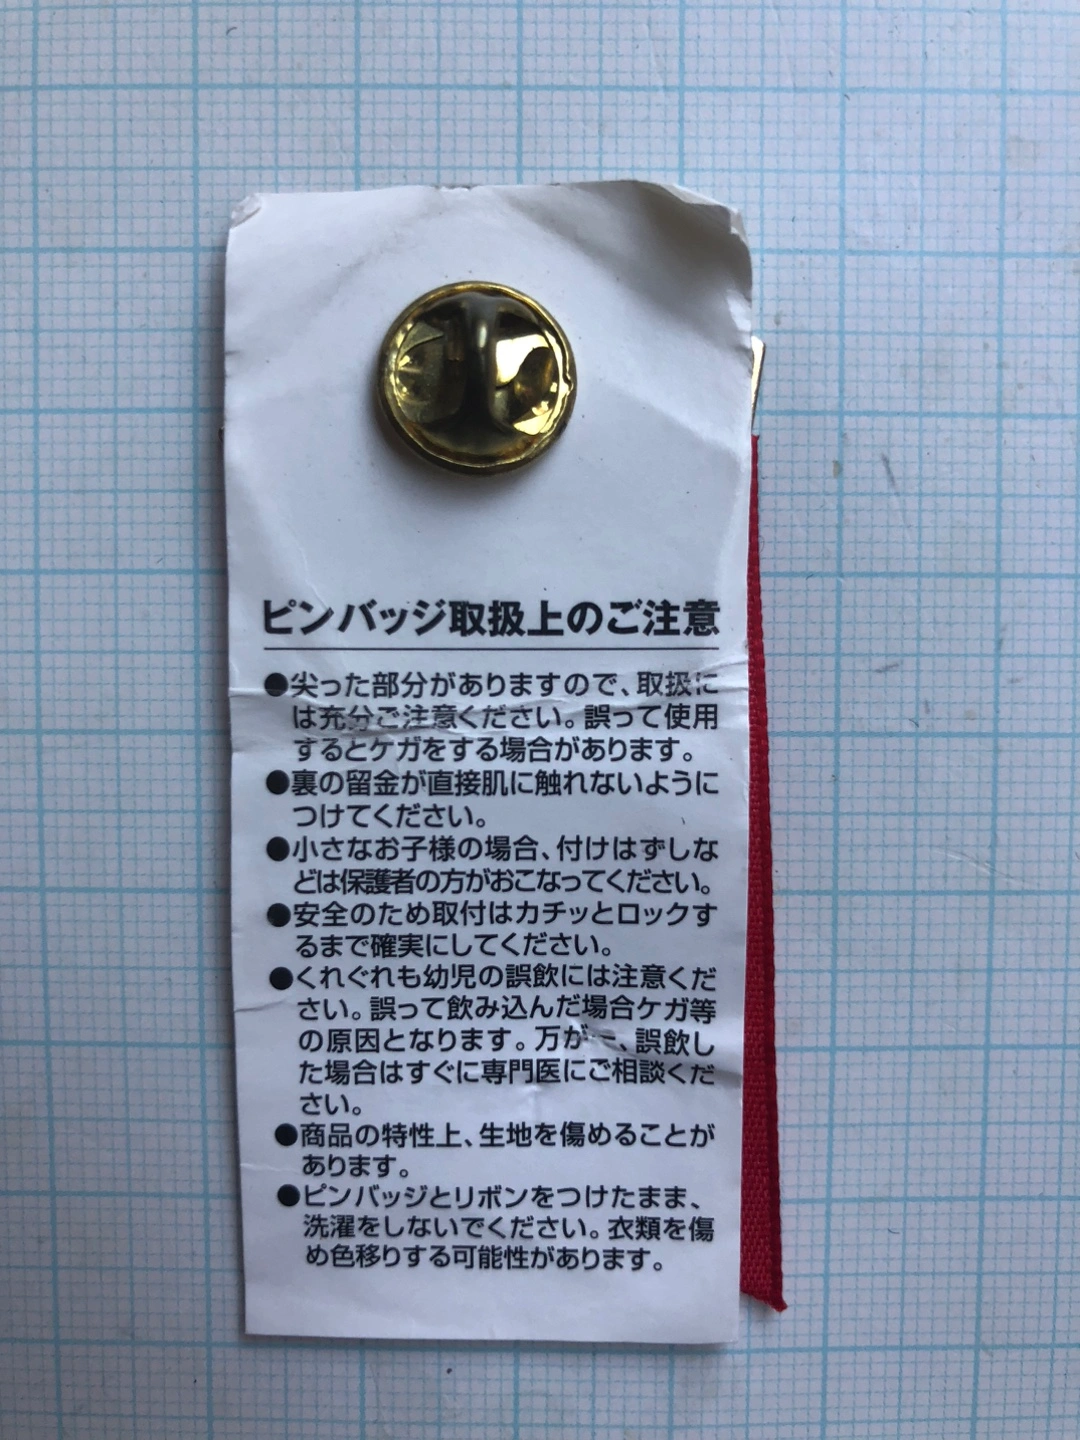 ピンバッジ取扱上のご注意
●尖った部分がありますので、取扱に
は充分ご注意ください。誤って使用
するとケガをする場合があります。
●裏の留金が直接肌に触れないように
つけてください。
●小さなお子様の場合、付けはずしな
どは保護者の方がおこなってください。
●安全のため取付はカチッとロックす
るまで確実にしてください。
●くれぐれも幼児の誤飲には注意くだ
さい。誤って飲み込んだ場合ケガ等
の原因となります。万が一、誤飲し
た場合はすぐに専門医にご相談くだ
さい。
●商品の特性上、生地を傷めることが
あります。
●ピンバッジとリボンをつけたまま、
洗濯をしないでください。衣類を傷
め色移りする可能性があります。